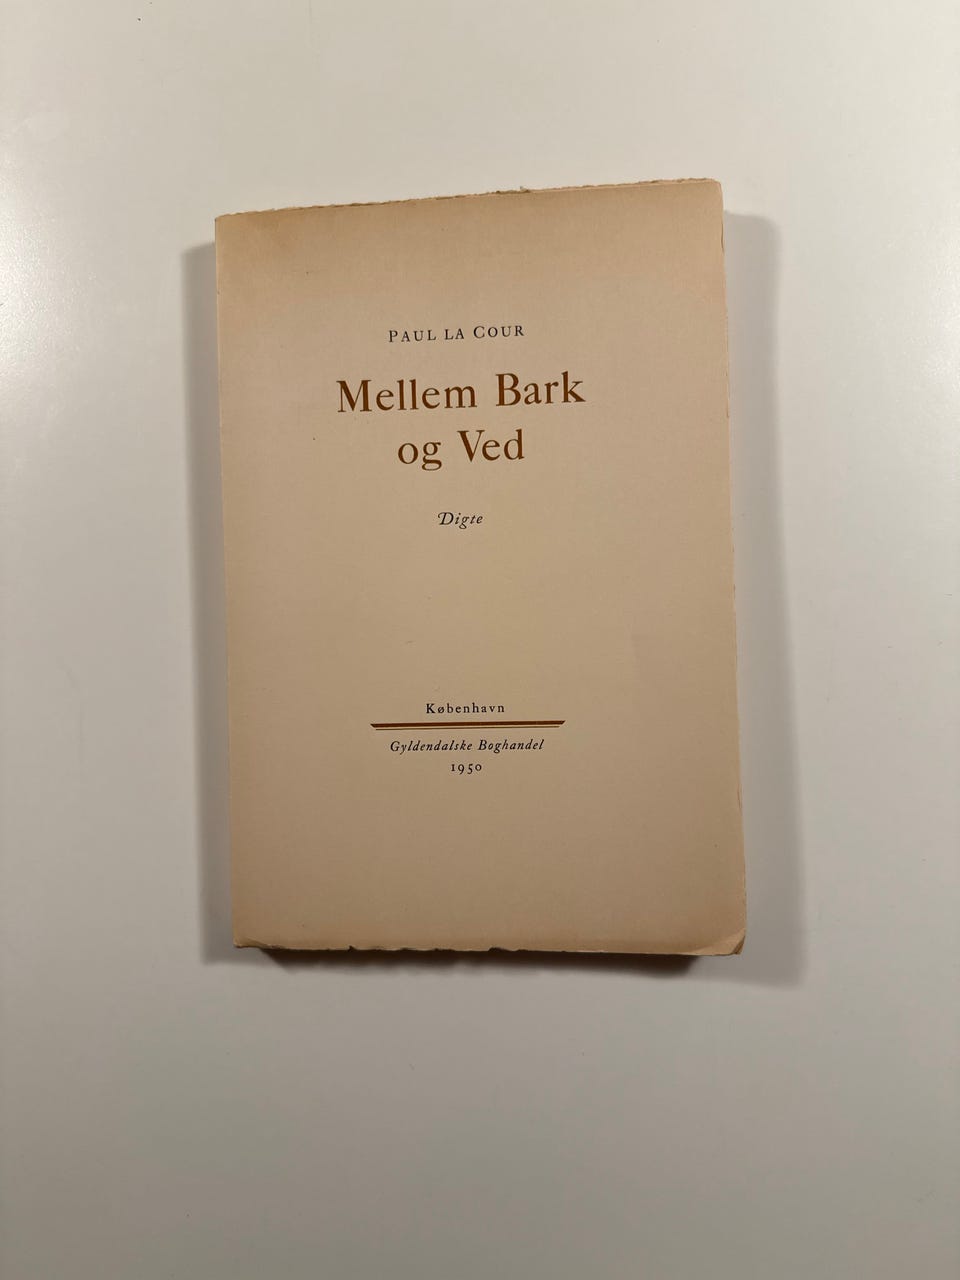 PAUL LA COUR
Mellem Bark
og Ved
Digte
København
Gyldendalske Boghandel
1950